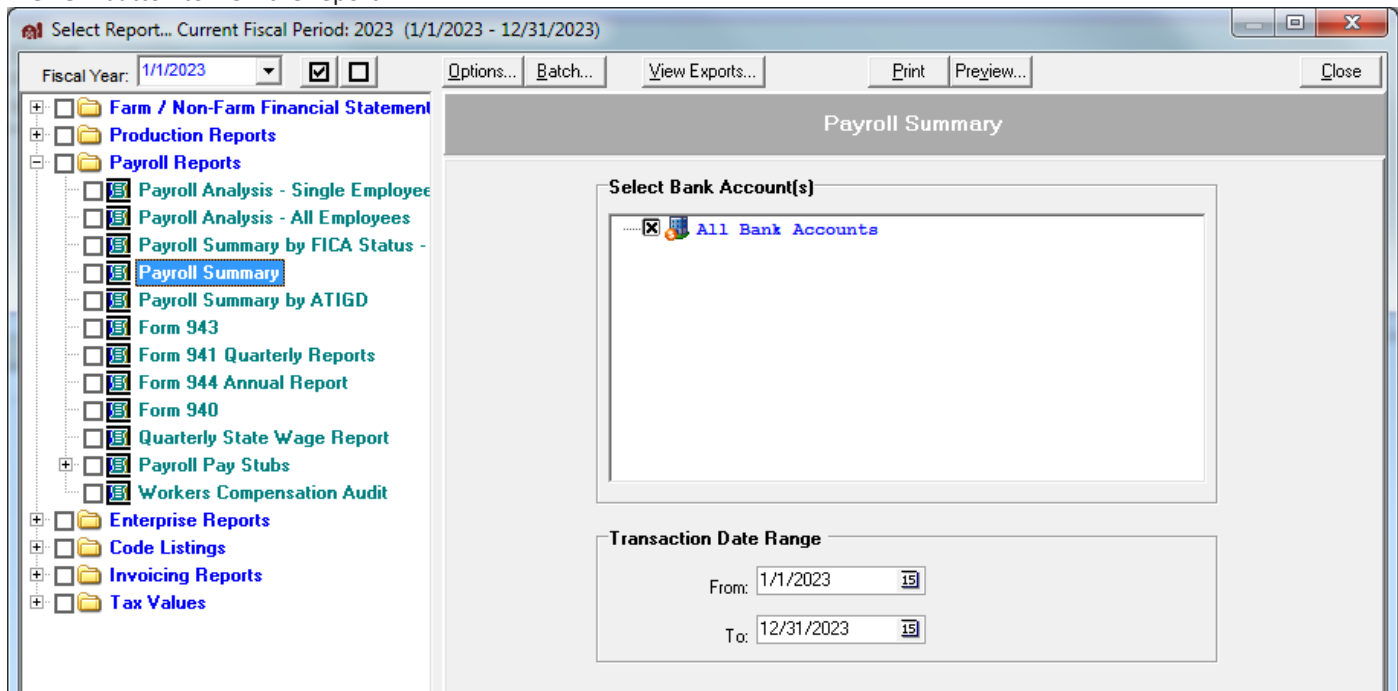 Select Report... Current Fiscal Period: 2023 (1/1/2023 - 12/31/2023)
Fiscal Year: 1/1/2023
Options... Batch... View Exports... Print Preview... Close
Farm / Non-Farm Financial Statement
Production Reports
Payroll Reports
Payroll Analysis - Single Employee
Payroll Analysis - All Employees
Payroll Summary by FICA Status -
Payroll Summary
Payroll Summary by ATIGD
Form 943
Form 941 Quarterly Reports
Form 944 Annual Report
Form 940
Quarterly State Wage Report
Payroll Pay Stubs
Workers Compensation Audit
Enterprise Reports
Code Listings
Invoicing Reports
Tax Values
Payroll Summary
Select Bank Account(s)
All Bank Accounts
Transaction Date Range
From: 1/1/2023 15
To: 12/31/2023 15